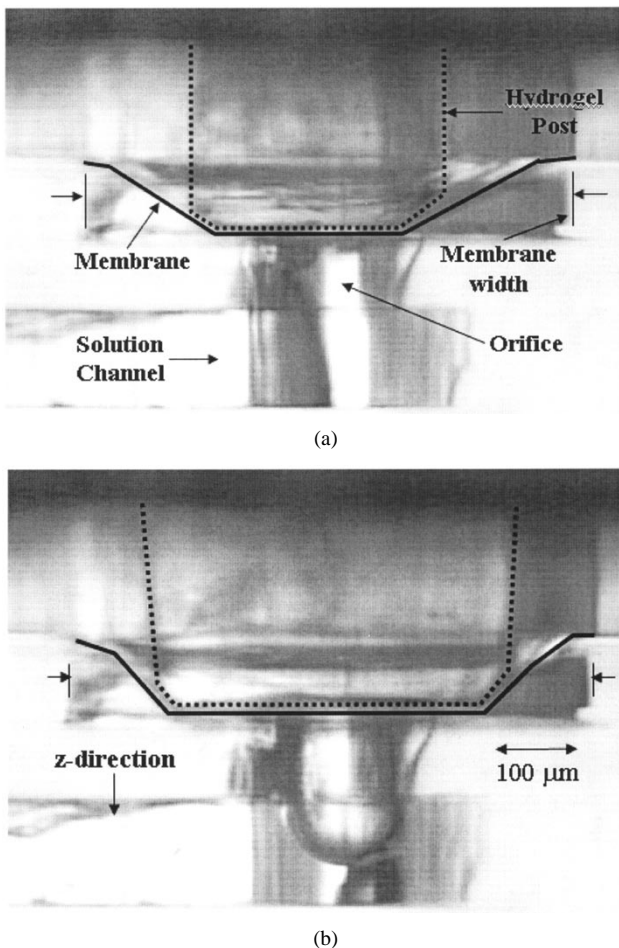 Hydrogel
Post
Membrane
Membrane
width
Solution
Channel
Orifice
(a)
z-direction
100 µm
(b)